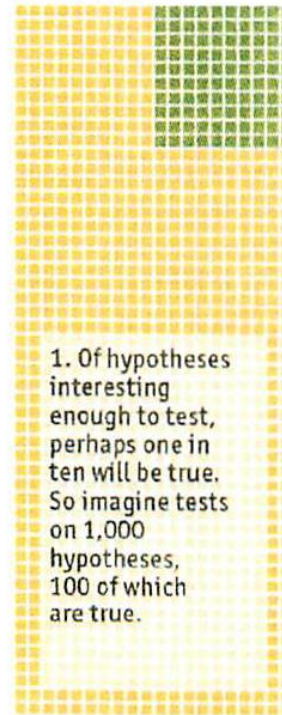 1. Of hypotheses
interesting
enough to test,
perhaps one in
ten will be true.
So imagine tests
on 1,000
hypotheses,
100 of which
are true.